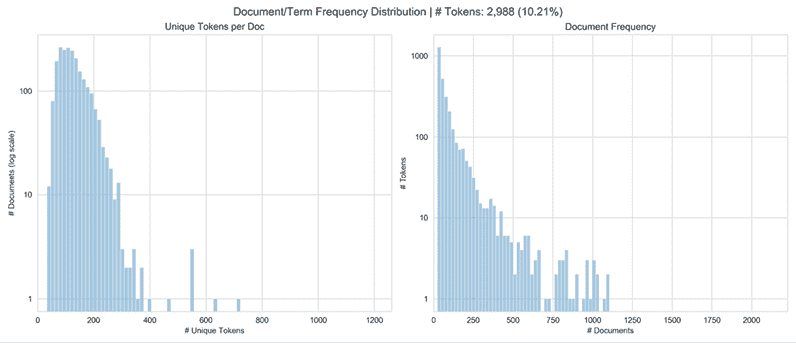 Document/Term Frequency Distribution | # Tokens: 2,988 (10.21%)
Unique Tokens per Doc
# Documents (log scale)
100
10
1
0 200 400 600 800 1000 1200
# Unique Tokens
Document Frequency
# Tokens
1000
100
10
1
0 250 500 750 1000 1250 1500 1750 2000
# Documents